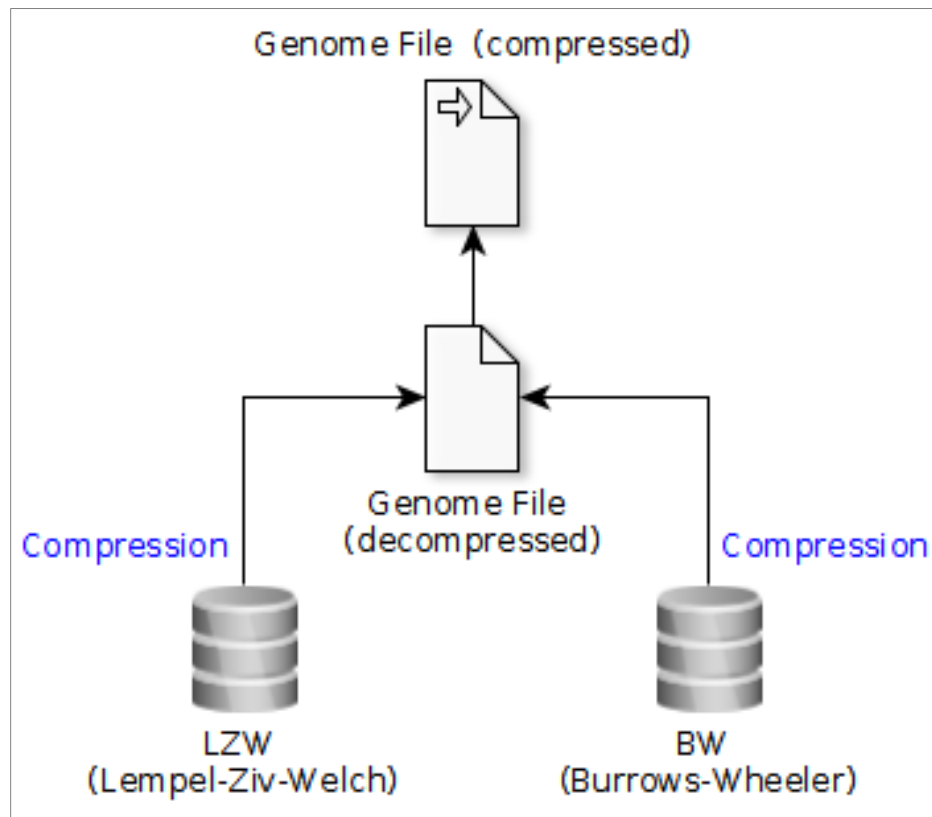 Genome File (compressed)
Genome File
(decompressed)
Compression
Compression
LZW
(Lempel-Ziv-Welch)
BW
(Burrows-Wheeler)